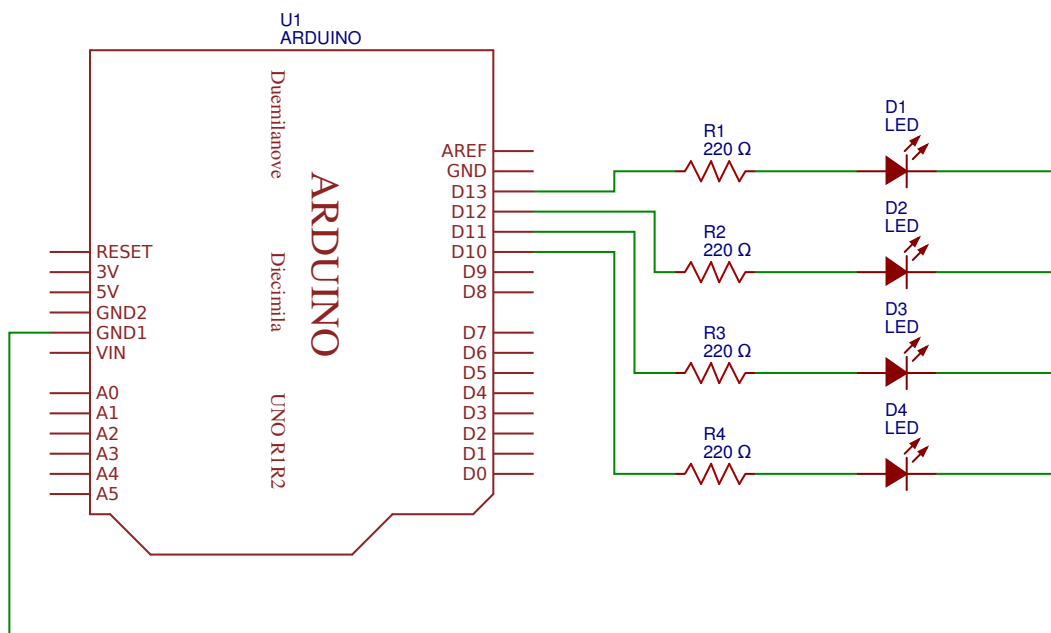 U1
ARDUINO
Duemilanove
Diecimila
UNO R1R2
ARDUINO
RESET
3V
5V
GND2
GND1
VIN
A0
A1
A2
A3
A4
A5
AREF
GND
D13
D12
D11
D10
D9
D8
D7
D6
D5
D4
D3
D2
D1
D0
R1
220 Ω
D1
LED
R2
220 Ω
D2
LED
R3
220 Ω
D3
LED
R4
220 Ω
D4
LED